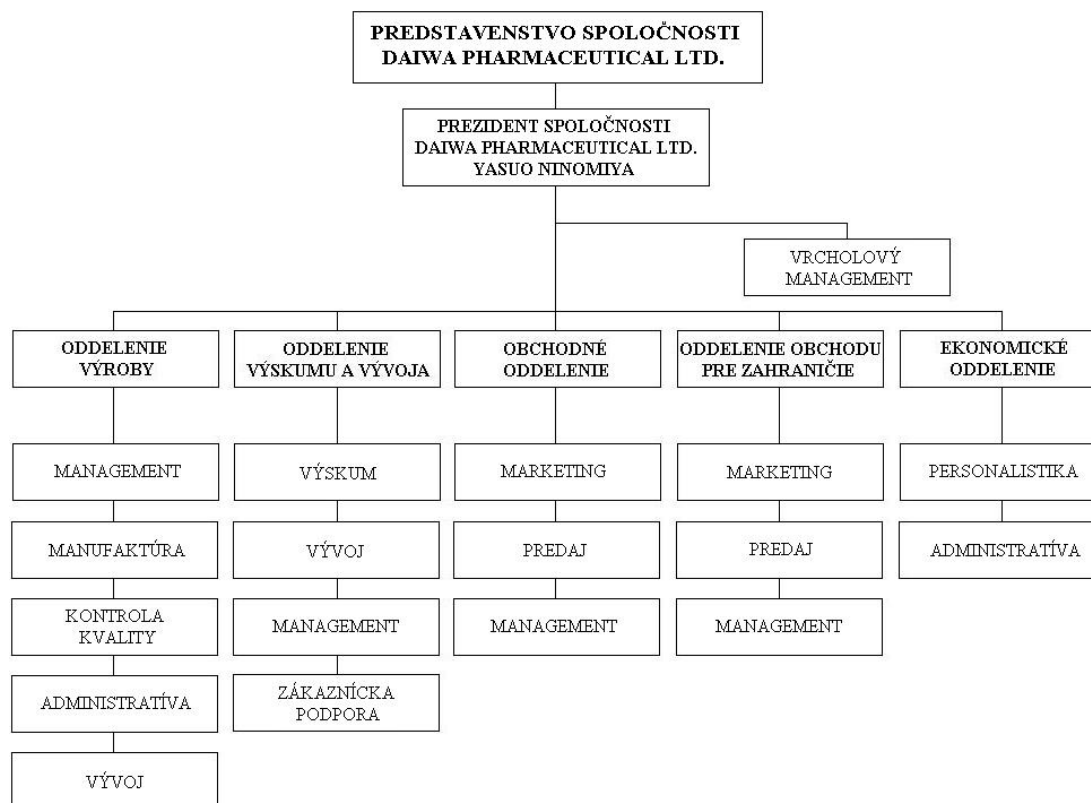 PREDSTAVENSTVO SPOLOČNOSTI
DAIWA PHARMACEUTICAL LTD.
PREZIDENT SPOLOČNOSTI
DAIWA PHARMACEUTICAL LTD.
YASUO NINOMIYA
VRCHOLOVÝ
MANAGEMENT
ODDELENIE
VÝROBY
ODDELENIE
VÝSKUMU A VÝVOJA
OBCHODNÉ
ODDELENIE
ODDELENIE OBCHODU
PRE ZAHRANIČIE
EKONOMICKÉ
ODDELENIE
MANAGEMENT
VÝSKUM
MARKETING
MARKETING
PERSONALISTIKA
MANUFAKTÚRA
VÝVOJ
PREDAJ
PREDAJ
ADMINISTRATÍVA
KONTROLA
KVALITY
MANAGEMENT
MANAGEMENT
MANAGEMENT
ADMINISTRATÍVA
ZÁKAZNÍCKA
PODPORA
VÝVOJ